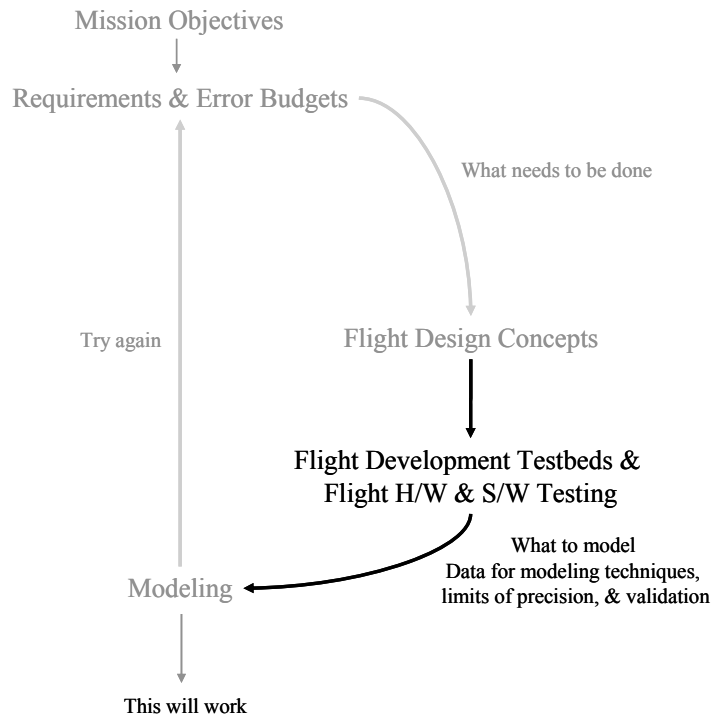 Mission Objectives
Requirements & Error Budgets
What needs to be done
Try again
Flight Design Concepts
Flight Development Testbeds &
Flight H/W & S/W Testing
What to model
Data for modeling techniques,
limits of precision, & validation
Modeling
This will work